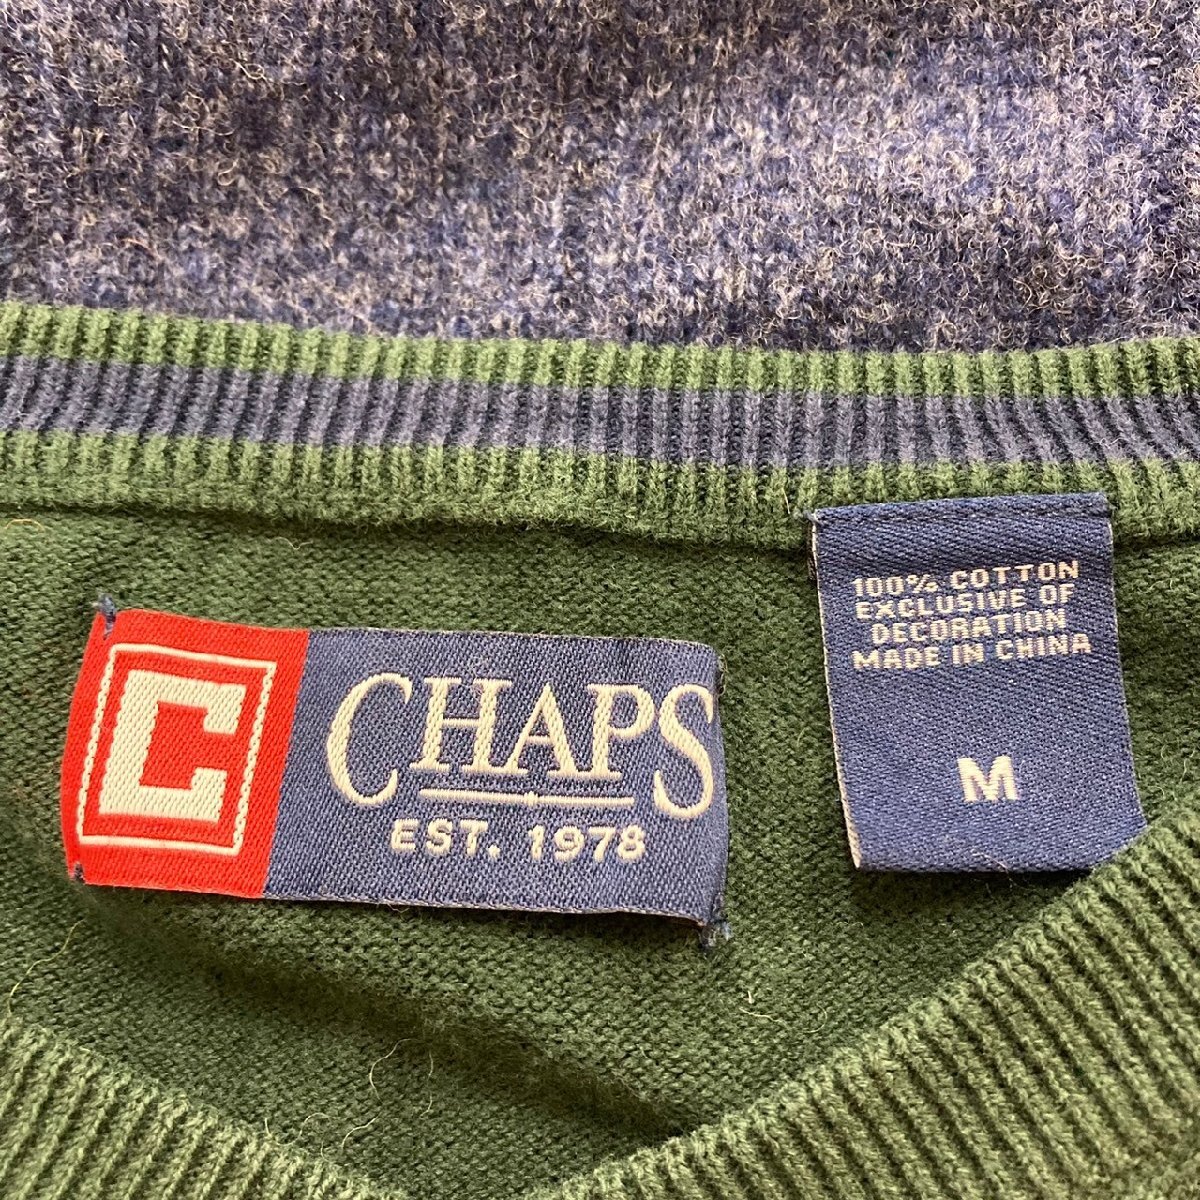 C
CHAPS
EST. 1978
100% COTTON
EXCLUSIVE OF
DECORATION
MADE IN CHINA
M